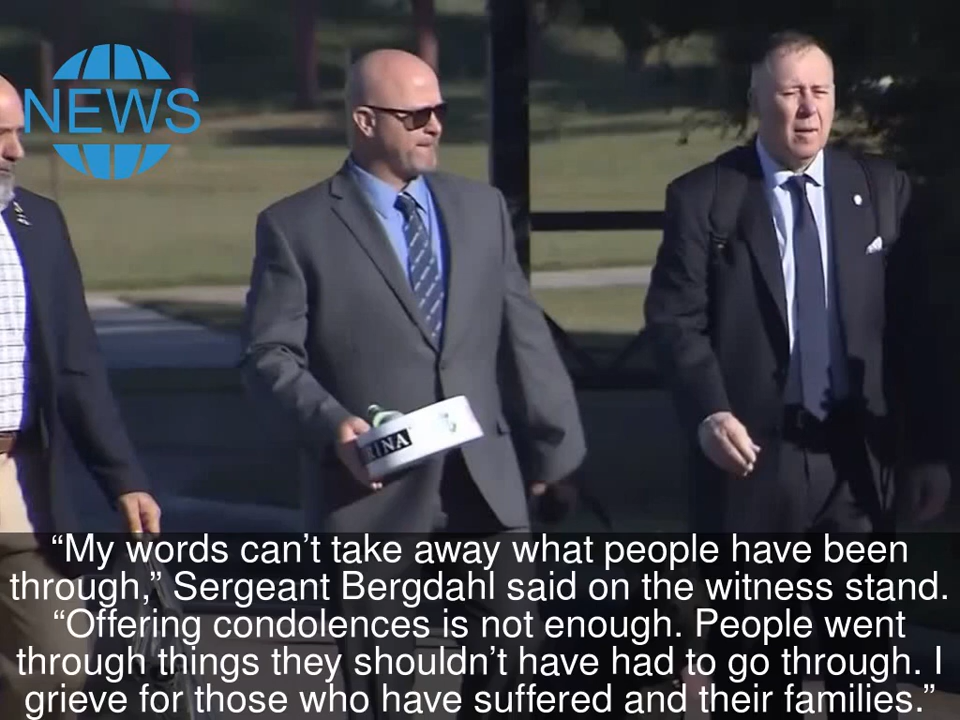 NEWS
RINA
“My words can’t take away what people have been
through,” Sergeant Bergdahl said on the witness stand.
“Offering condolences is not enough. People went
through things they shouldn’t have had to go through. I
grieve for those who have suffered and their families.”